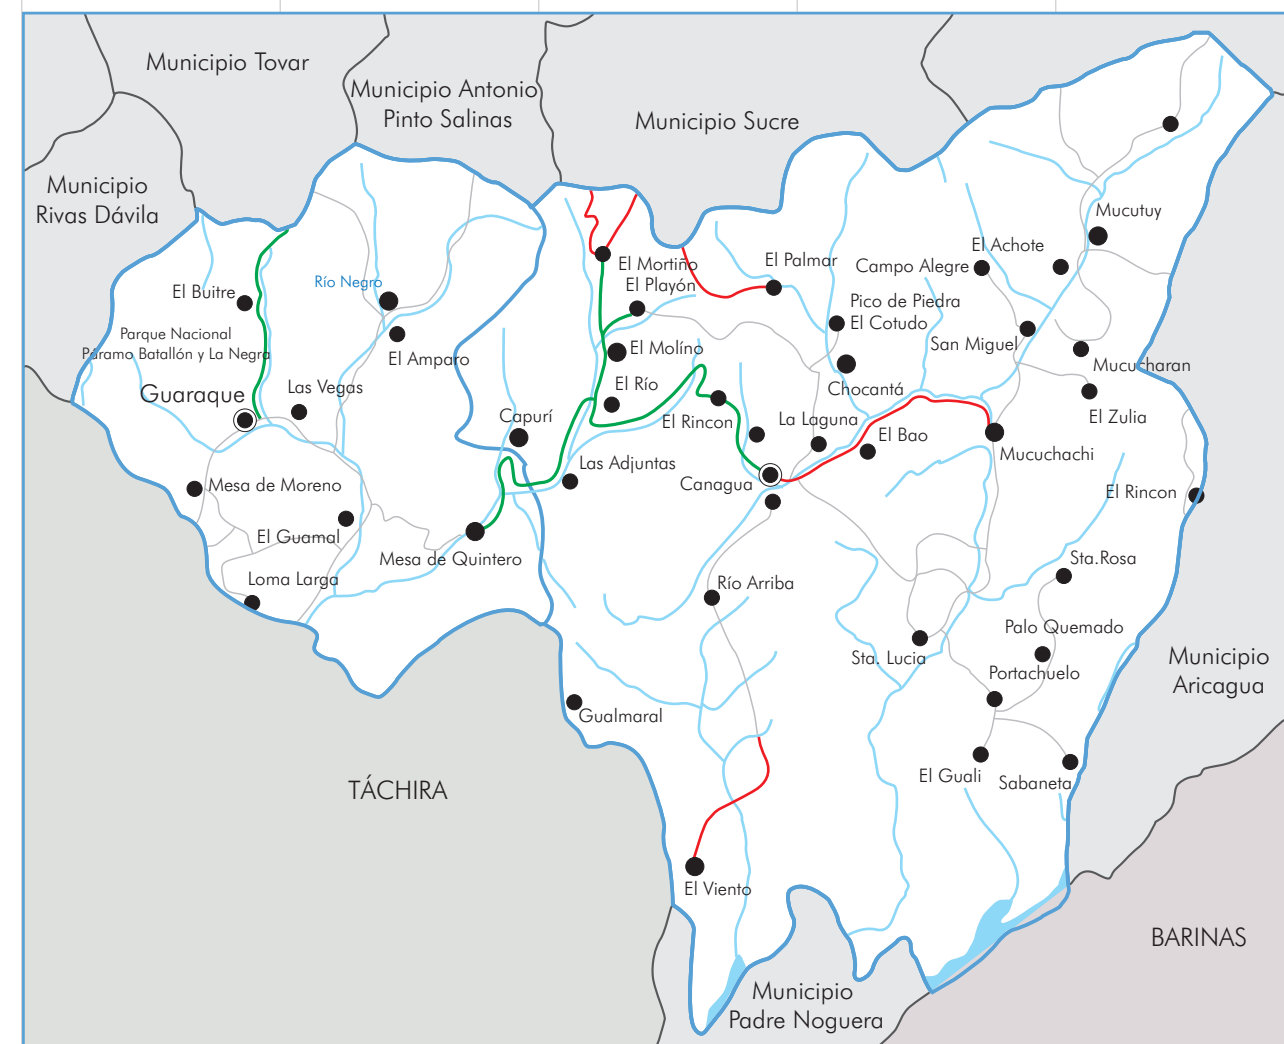 Municipio Tovar
Municipio Antonio
Pinto Salinas
Municipio Sucre
Municipio
Rivas Dávila
Mucutuy
El Achote
El Mortiño
El Palmar
Campo Alegre
El Buitre
Río Negro
El Playón
Pico de Piedra
El Cotudo
Parque Nacional
Páramo Batallón y La Negra
El Amparo
El Molíno
San Miguel
Mucucharan
Guaraque
Las Vegas
El Río
Chocantá
El Zulia
Capurí
El Rincon
La Laguna
El Bao
Mucuchachi
Las Adjuntas
Canagua
Mesa de Moreno
El Rincon
El Guamal
Mesa de Quintero
Loma Larga
Río Arriba
Sta.Rosa
Palo Quemado
Sta. Lucia
Portachuelo
Municipio
Aricagua
Gualmaral
TÁCHIRA
El Guali
Sabaneta
El Viento
BARINAS
Municipio
Padre Noguera